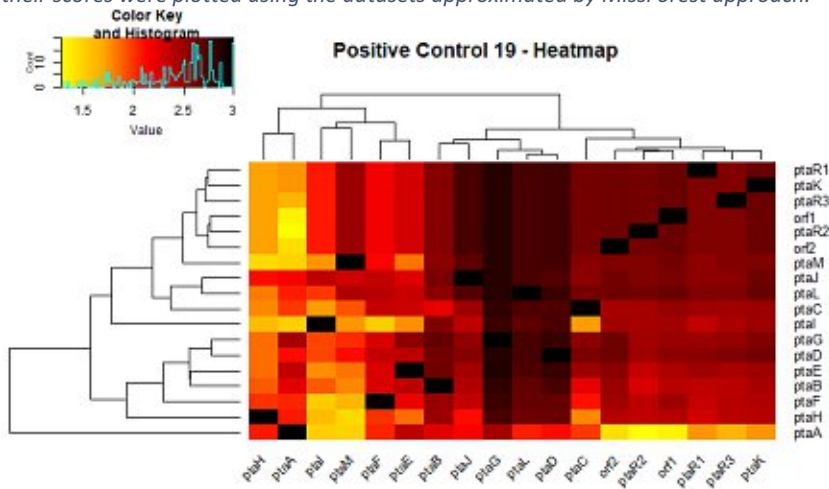 their scores were plotted using the datasets approximated by MissForest approach.
Color Key
and Histogram
Count
0 10
1.5 2 2.5 3
Value
Positive Control 19 - Heatmap
ptaR1
ptaK
ptaR3
orf1
ptaR2
orf2
ptaM
ptaJ
ptaL
ptaC
ptaI
ptaG
ptaD
ptaE
ptaB
ptaF
ptaH
ptaA
ptaH ptaA ptaI ptaM ptaF ptaE ptaB ptaJ ptaG ptaL ptaD ptaC orf2 ptaR2 orf1 ptaR1 ptaR3 ptaK